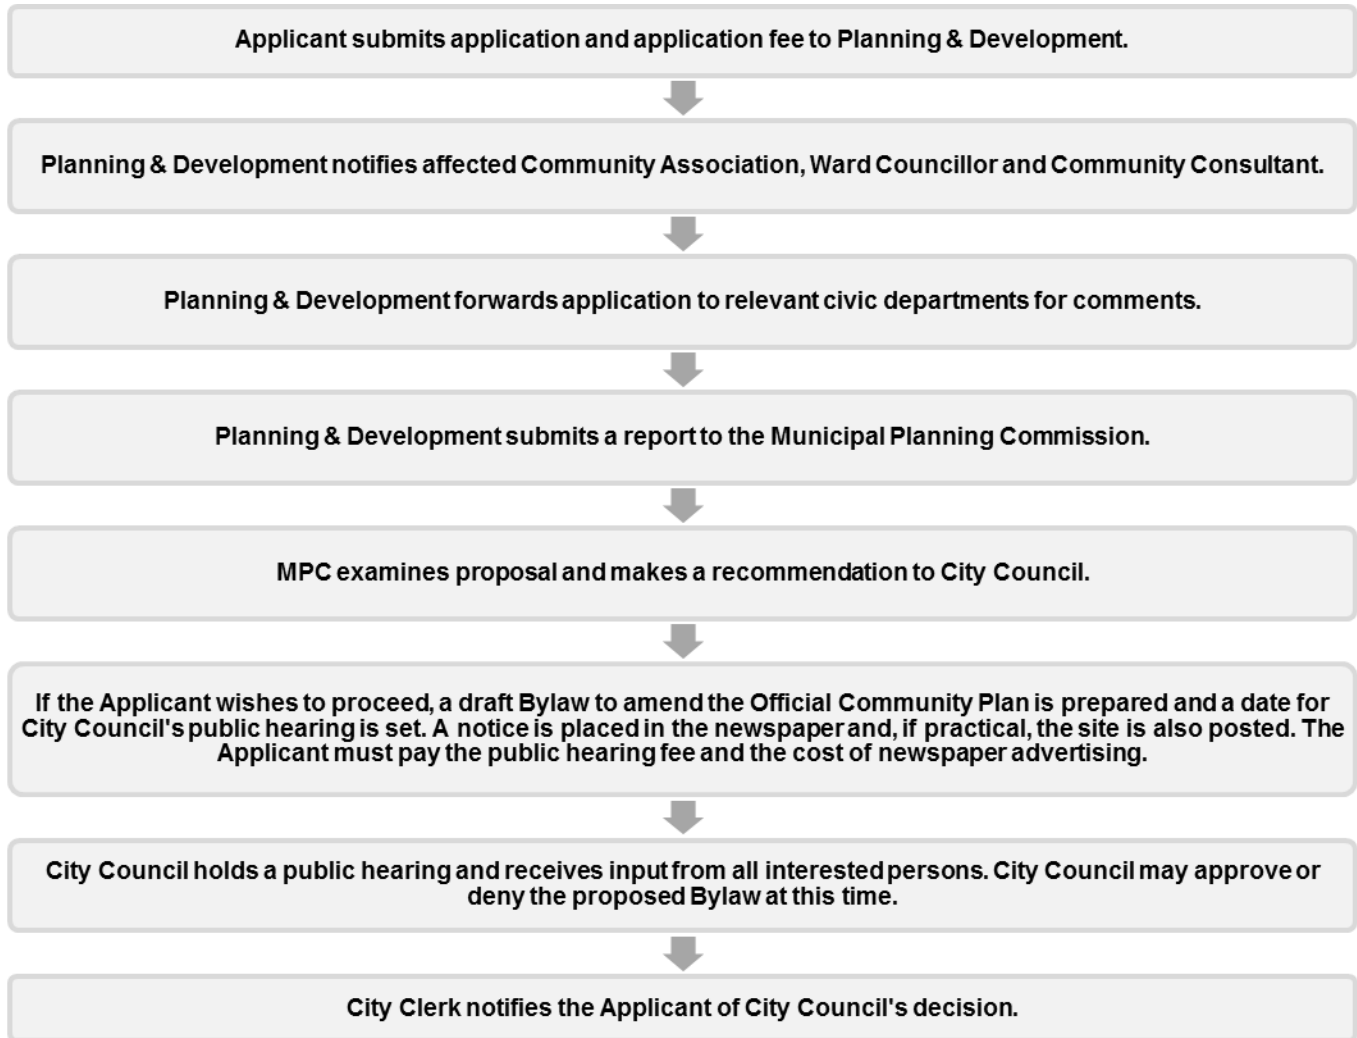 Applicant submits application and application fee to Planning & Development.
Planning & Development notifies affected Community Association, Ward Councillor and Community Consultant.
Planning & Development forwards application to relevant civic departments for comments.
Planning & Development submits a report to the Municipal Planning Commission.
MPC examines proposal and makes a recommendation to City Council.
If the Applicant wishes to proceed, a draft Bylaw to amend the Official Community Plan is prepared and a date for
City Council's public hearing is set. A notice is placed in the newspaper and, if practical, the site is also posted. The
Applicant must pay the public hearing fee and the cost of newspaper advertising.
City Council holds a public hearing and receives input from all interested persons. City Council may approve or
deny the proposed Bylaw at this time.
City Clerk notifies the Applicant of City Council's decision.